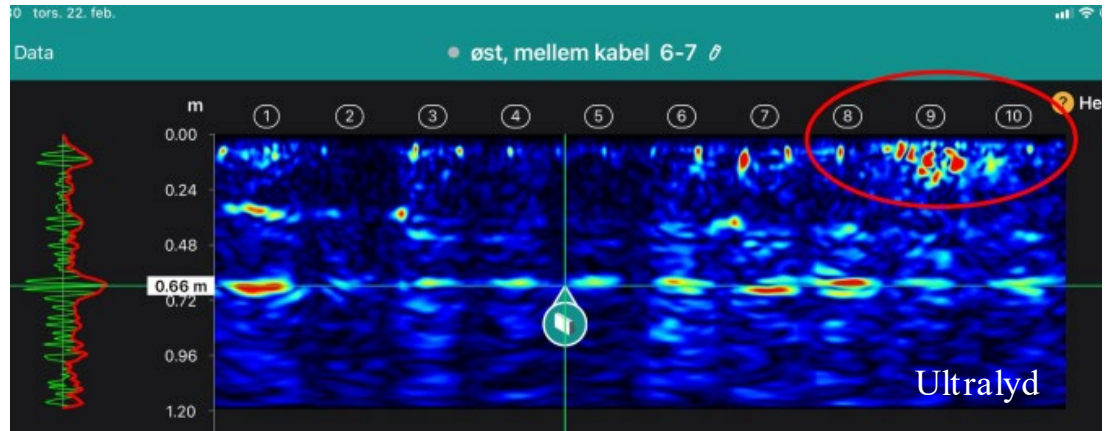 tors. 22. feb.
Data
øst, mellem kabel 6-7
He
m
1 2 3 4 5 6 7 8 9 10
?
0.00
0.24
0.48
0.66 m
0.72
0.96
1.20
Ultralyd